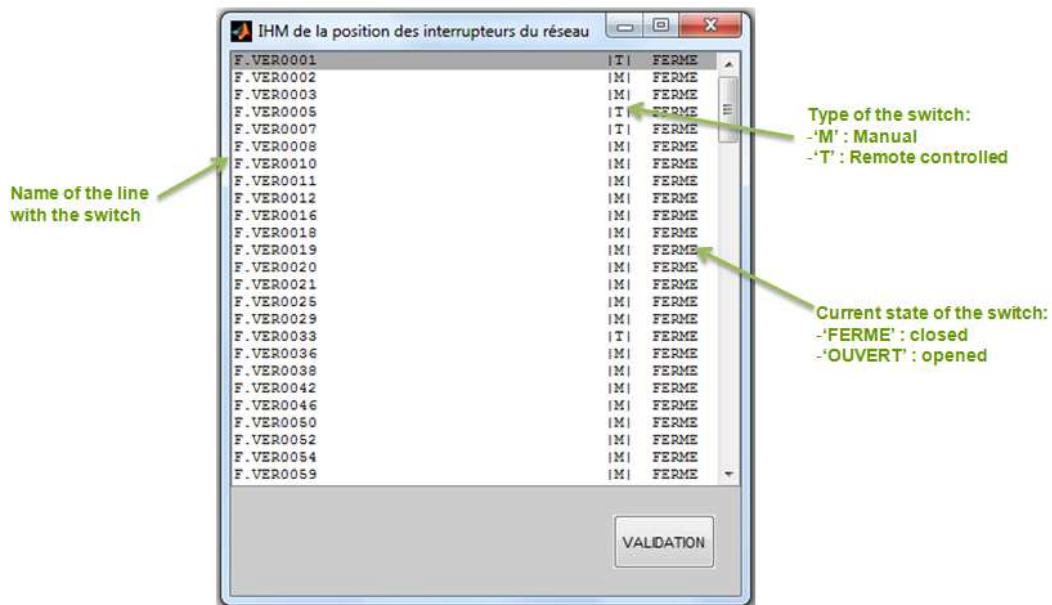 IHM de la position des interrupteurs du réseau
F.VER0001 |T| FERME
F.VER0002 |M| FERME
F.VER0003 |M| FERME
F.VER0005 |T| FERME
F.VER0007 |T| FERME
F.VER0008 |M| FERME
F.VER0010 |M| FERME
F.VER0011 |M| FERME
F.VER0012 |M| FERME
F.VER0016 |M| FERME
F.VER0018 |M| FERME
F.VER0019 |M| FERME
F.VER0020 |M| FERME
F.VER0021 |M| FERME
F.VER0025 |M| FERME
F.VER0029 |M| FERME
F.VER0033 |T| FERME
F.VER0036 |M| FERME
F.VER0038 |M| FERME
F.VER0042 |M| FERME
F.VER0046 |M| FERME
F.VER0050 |M| FERME
F.VER0052 |M| FERME
F.VER0054 |M| FERME
F.VER0059 |M| FERME
VALIDATION
Name of the line
with the switch
Type of the switch:
-‘M’ : Manual
-‘T’ : Remote controlled
Current state of the switch:
-‘FERME’ : closed
-‘OUVERT’ : opened